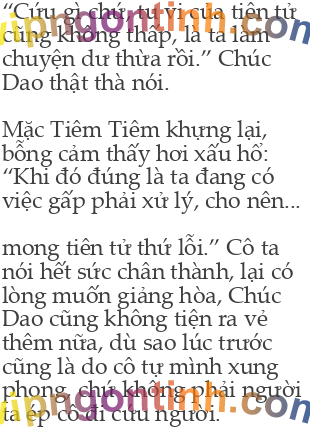 “Cứu gì chứ, tu vi của tiên tử
cũng không thấp, là ta làm
chuyện dư thừa rồi.” Chúc
Dao thật thà nói.
Mặc Tiêm Tiêm khựng lại,
bỗng cảm thấy hơi xấu hổ:
“Khi đó đúng là ta đang có
việc gấp phải xử lý, cho nên...
mong tiên tử thứ lỗi.” Cô ta
nói hết sức chân thành, lại có
lòng muốn giảng hòa, Chúc
Dao cũng không tiện ra vẻ
thêm nữa, dù sao lúc trước
cũng là do cô tự mình xung
phong, chứ không phải người
ta ép cô đi cứu người.